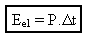 Eel = P.Δt